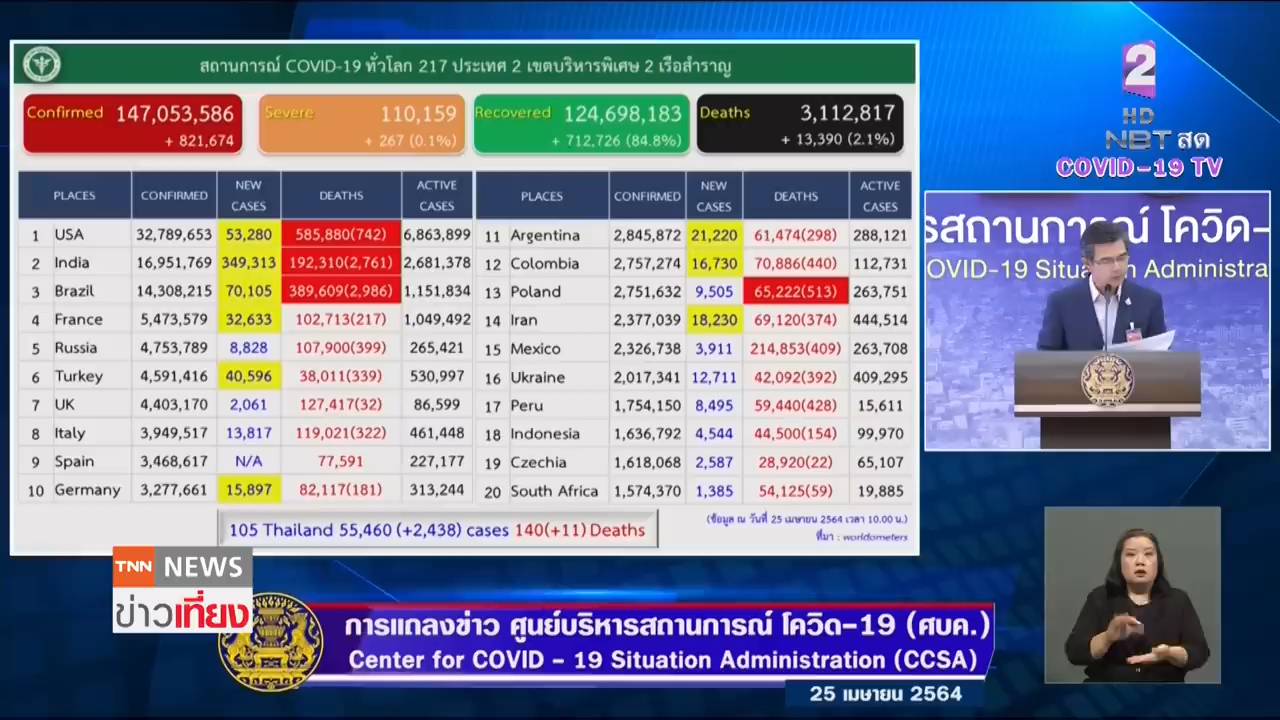 สถานการณ์ COVID-19 ทั่วโลก 217 ประเทศ 2 เขตบริหารพิเศษ 2 เรือสำราญ
Confirmed 147,053,586
+ 821,674
Severe 110,159
+ 267 (0.1%)
Recovered 124,698,183
+ 712,726 (84.8%)
Deaths 3,112,817
+ 13,390 (2.1%)
PLACES CONFIRMED NEW CASES DEATHS ACTIVE CASES
1 USA 32,789,653 53,280 585,880(742) 6,863,899
2 India 16,951,769 349,313 192,310(2,761) 2,681,378
3 Brazil 14,308,215 70,105 389,609(2,986) 1,151,834
4 France 5,473,579 32,633 102,713(217) 1,049,492
5 Russia 4,753,789 8,828 107,900(399) 265,421
6 Turkey 4,591,416 40,596 38,011(339) 530,997
7 UK 4,403,170 2,061 127,417(32) 86,599
8 Italy 3,949,517 13,817 119,021(322) 461,448
9 Spain 3,468,617 N/A 77,591 227,177
10 Germany 3,277,661 15,897 82,117(181) 313,244
PLACES CONFIRMED NEW CASES DEATHS ACTIVE CASES
11 Argentina 2,845,872 21,220 61,474(298) 288,121
12 Colombia 2,757,274 16,730 70,886(440) 112,731
13 Poland 2,751,632 9,505 65,222(513) 263,751
14 Iran 2,377,039 18,230 69,120(374) 444,514
15 Mexico 2,326,738 3,911 214,853(409) 263,708
16 Ukraine 2,017,341 12,711 42,092(392) 409,295
17 Peru 1,754,150 8,495 59,440(428) 15,611
18 Indonesia 1,636,792 4,544 44,500(154) 99,970
19 Czechia 1,618,068 2,587 28,920(22) 65,107
20 South Africa 1,574,370 1,385 54,125(59) 19,885
105 Thailand 55,460 (+2,438) cases 140(+11) Deaths
(ข้อมูล ณ วันที่ 25 เมษายน 2564 เวลา 10.00 น.)
ที่มา : worldometers
2
HD
NBT สด
COVID-19 TV
รสถานการณ์ โควิด-
OVID-19 Situation Administra
TNN NEWS
ข่าวเที่ยง
การแถลงข่าว ศูนย์บริหารสถานการณ์ โควิด-19 (ศบค.)
Center for COVID - 19 Situation Administration (CCSA)
25 เมษายน 2564